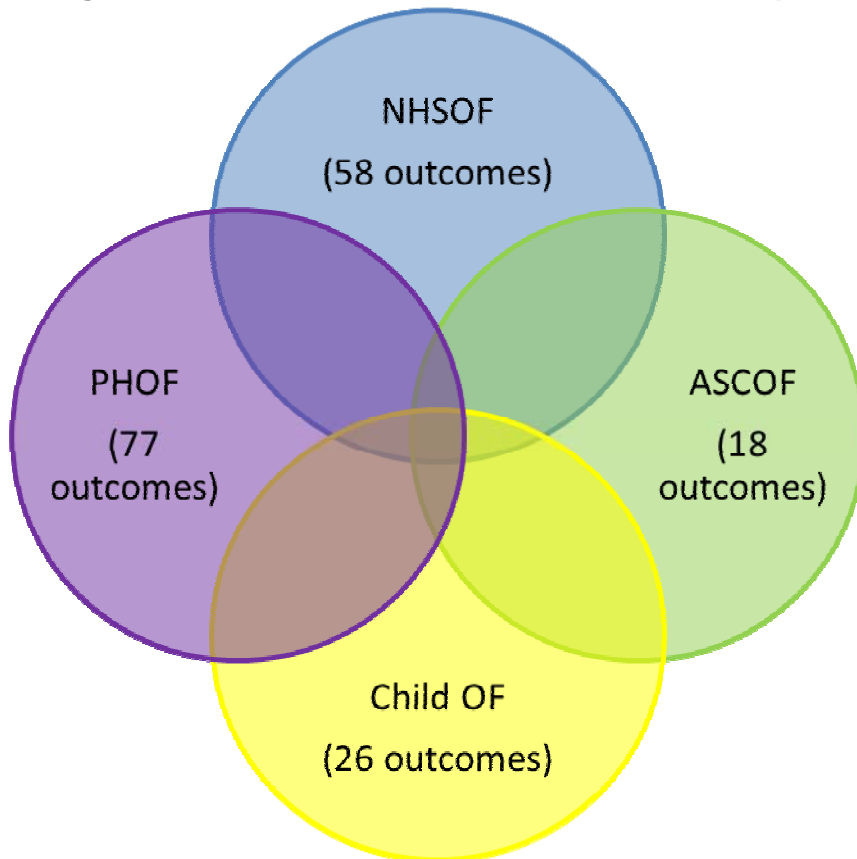 NHSOF
(58 outcomes)
PHOF
(77
outcomes)
ASCOF
(18
outcomes)
Child OF
(26 outcomes)